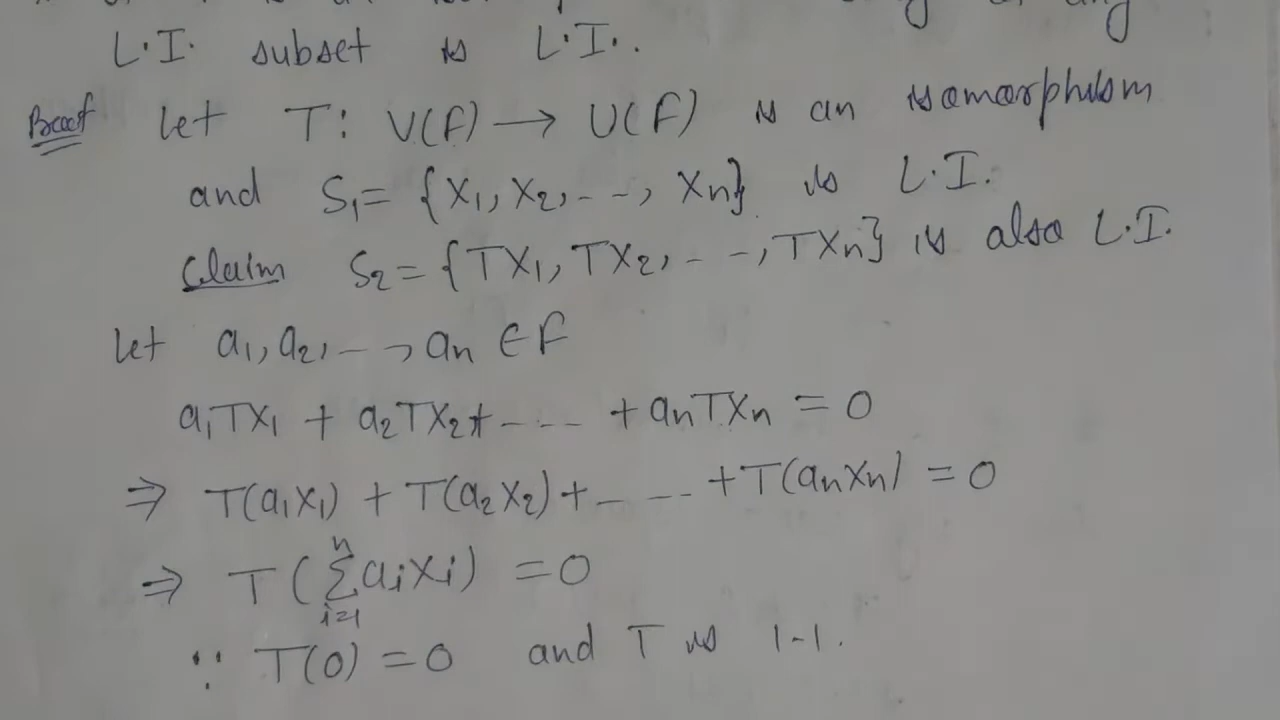 L.I. subset is L.I..
Proof Let T: V(F) → U(F) is an isomorphism
and S₁ = {x₁, x₂, - - -, xₙ} is L.I.
Claim S₂ = {Tx₁, Tx₂, - - -, Txₙ} is also L.I.
Let a₁, a₂, - - , aₙ ∈ F
a₁Tx₁ + a₂Tx₂ + - - - - + aₙTxₙ = 0
⇒ T(a₁x₁) + T(a₂x₂) + - - - - + T(aₙxₙ) = 0
⇒ T(∑ᵢ₌₁ⁿ aᵢxᵢ) = 0
∵ T(0) = 0 and T is 1-1.